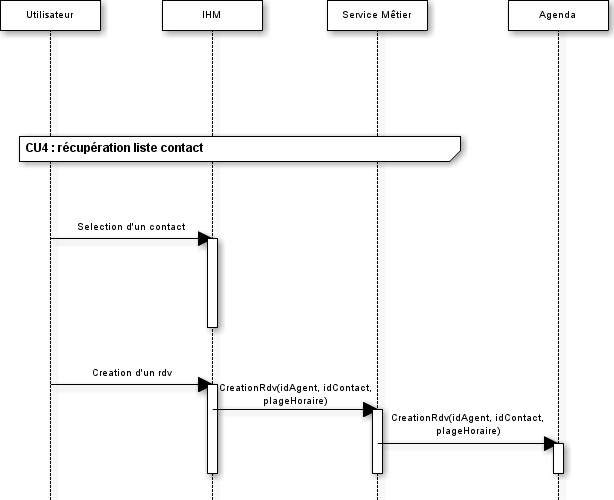 Utilisateur
IHM
Service Mêtier
Agenda
CU4 : récupération liste contact
Selection d'un contact
Creation d'un rdv
CreationRdv(idAgent, idContact,
plageHoraire)
CreationRdv(idAgent, idContact,
plageHoraire)